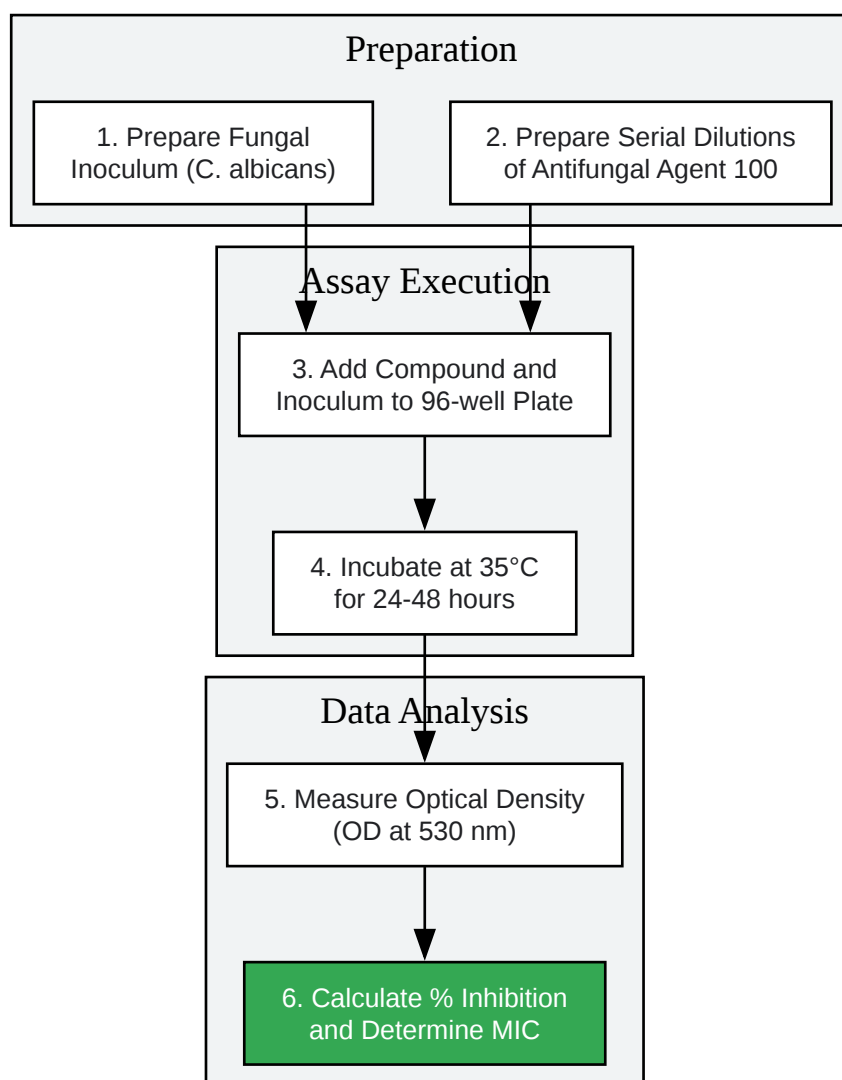 Preparation
1. Prepare Fungal
Inoculum (C. albicans)
2. Prepare Serial Dilutions
of Antifungal Agent 100
Assay Execution
3. Add Compound and
Inoculum to 96-well Plate
4. Incubate at 35°C
for 24-48 hours
Data Analysis
5. Measure Optical Density
(OD at 530 nm)
6. Calculate % Inhibition
and Determine MIC